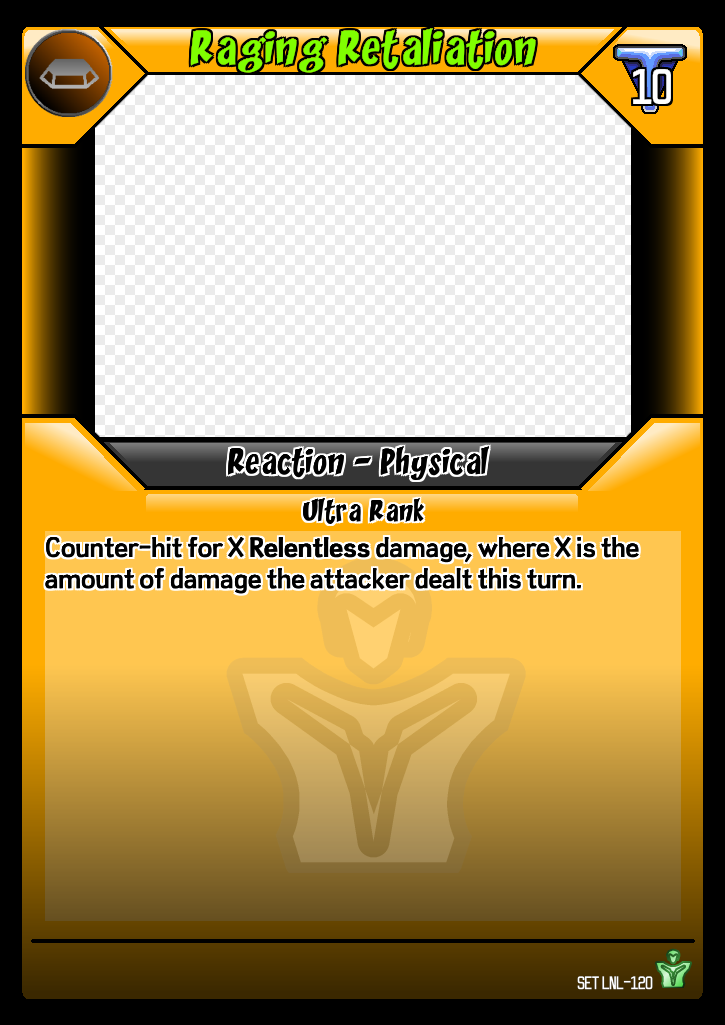 Raging Retaliation
10
Reaction - Physical
Ultra Rank
Counter-hit for X Relentless damage, where X is the
amount of damage the attacker dealt this turn.
SET LNL-120